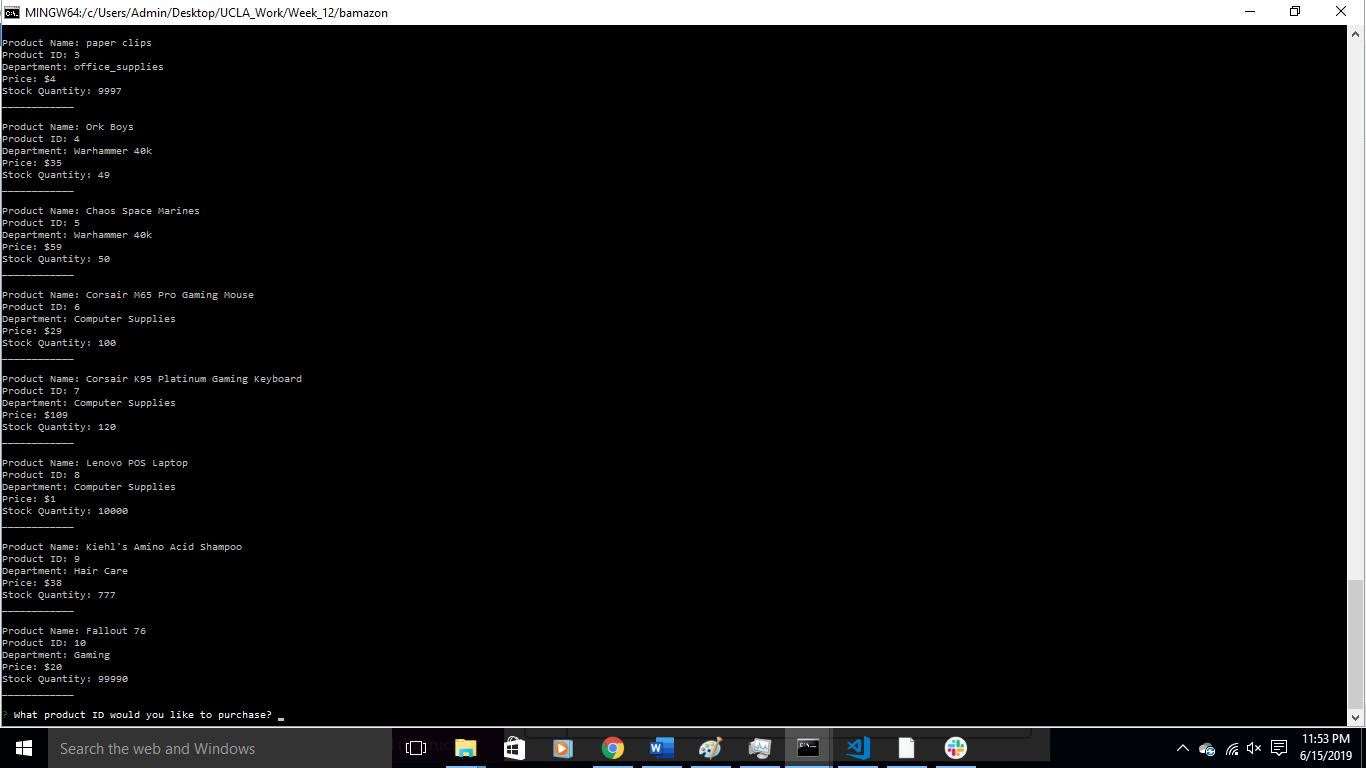 MINGW64:/c/Users/Admin/Desktop/UCLA_Work/Week_12/bamazon
Product Name: paper clips
Product ID: 3
Department: office_supplies
Price: $4
Stock Quantity: 9997
____________
Product Name: Ork Boys
Product ID: 4
Department: Warhammer 40k
Price: $35
Stock Quantity: 49
____________
Product Name: Chaos Space Marines
Product ID: 5
Department: Warhammer 40k
Price: $59
Stock Quantity: 50
____________
Product Name: Corsair M65 Pro Gaming Mouse
Product ID: 6
Department: Computer Supplies
Price: $29
Stock Quantity: 100
____________
Product Name: Corsair K95 Platinum Gaming Keyboard
Product ID: 7
Department: Computer Supplies
Price: $109
Stock Quantity: 120
____________
Product Name: Lenovo POS Laptop
Product ID: 8
Department: Computer Supplies
Price: $1
Stock Quantity: 10000
____________
Product Name: Kiehl's Amino Acid Shampoo
Product ID: 9
Department: Hair Care
Price: $38
Stock Quantity: 777
____________
Product Name: Fallout 76
Product ID: 10
Department: Gaming
Price: $20
Stock Quantity: 99990
____________
? What product ID would you like to purchase? _
Search the web and Windows
11:53 PM
6/15/2019